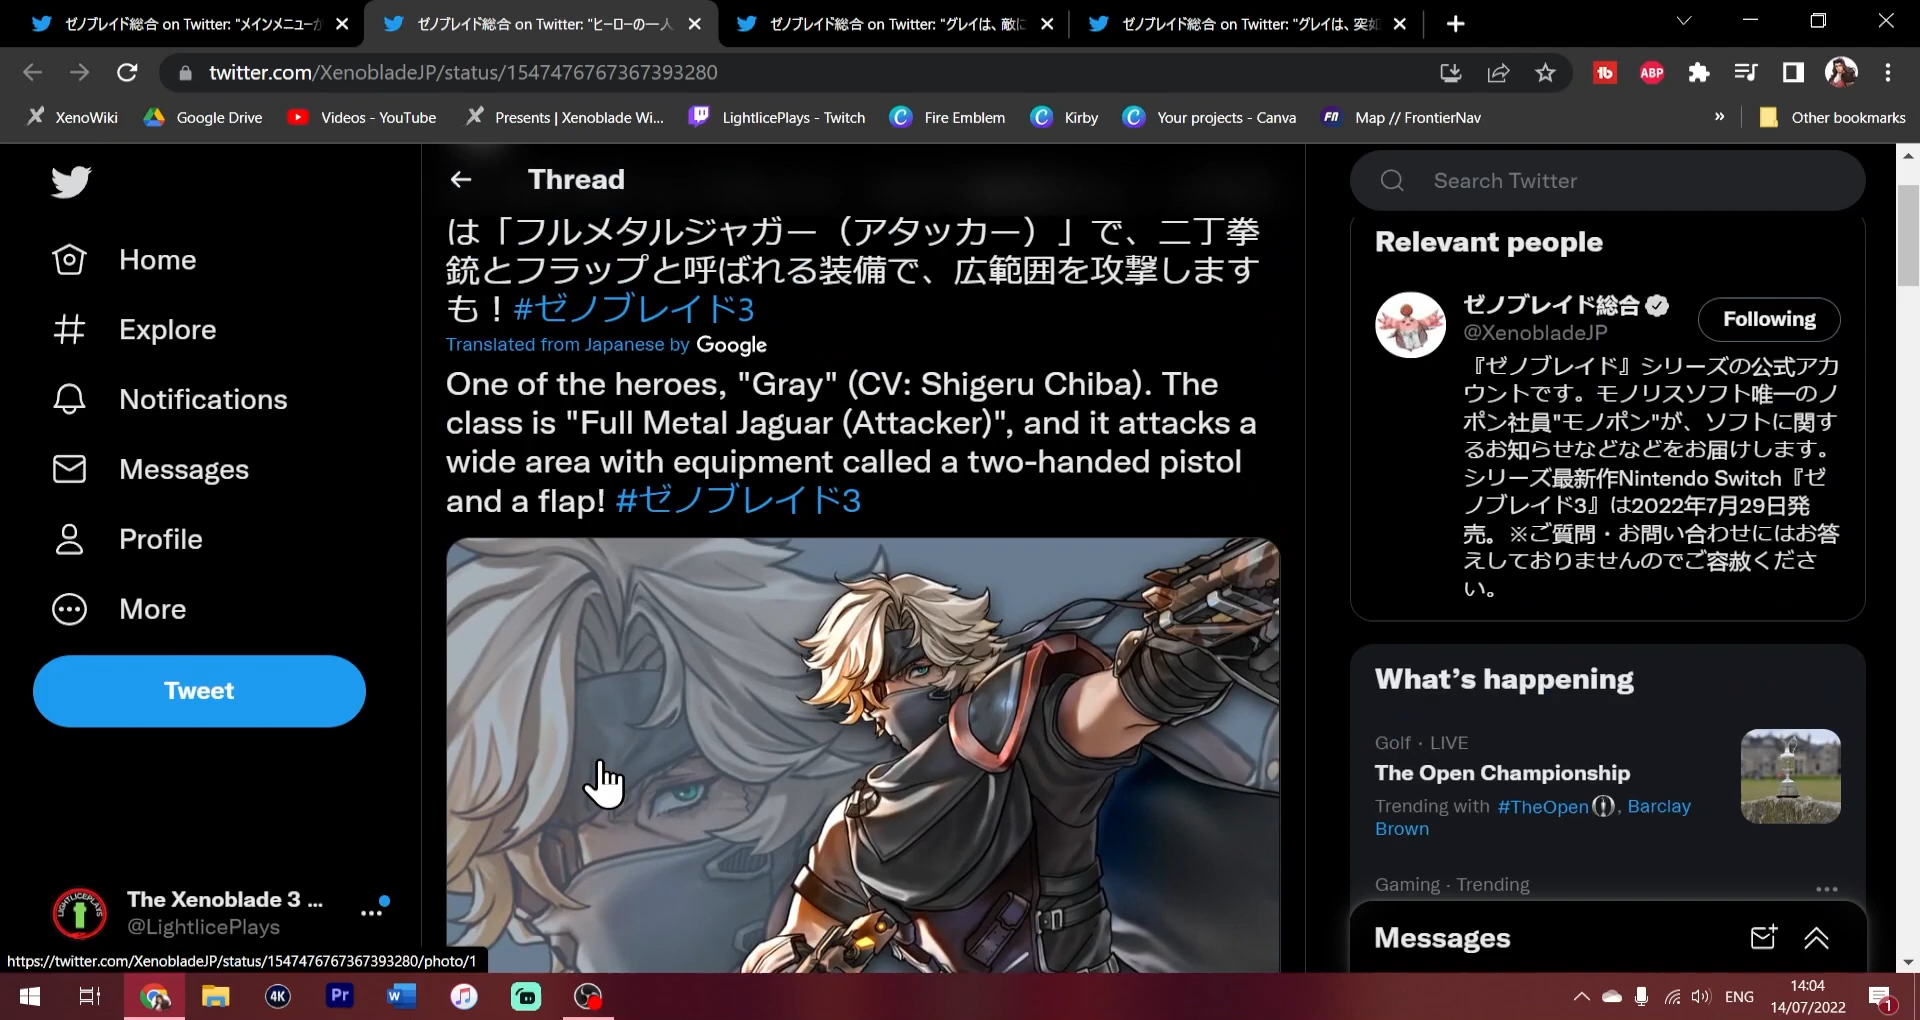 ゼノブレイド総合 on Twitter: "メインメニューが
ゼノブレイド総合 on Twitter: "ヒーローの一人
ゼノブレイド総合 on Twitter: "グレイは、敵に
ゼノブレイド総合 on Twitter: "グレイは、突如
twitter.com/XenobladeJP/status/1547476767367393280
ABP
XenoWiki
Google Drive
Videos - YouTube
Presents | Xenoblade Wi...
LightlicePlays - Twitch
Fire Emblem
Kirby
Your projects - Canva
FN
Map // FrontierNav
»
Other bookmarks
Home
Explore
Notifications
Messages
Profile
More
Tweet
The Xenoblade 3 ...
@LightlicePlays
https://twitter.com/XenobladeJP/status/1547476767367393280/photo/1
Thread
は「フルメタルジャガー（アタッカー）」で、二丁拳
銃とフラップと呼ばれる装備で、広範囲を攻撃します
も！#ゼノブレイド3
Translated from Japanese by Google
One of the heroes, "Gray" (CV: Shigeru Chiba). The
class is "Full Metal Jaguar (Attacker)", and it attacks a
wide area with equipment called a two-handed pistol
and a flap! #ゼノブレイド3
Search Twitter
Relevant people
ゼノブレイド総合
@XenobladeJP
Following
『ゼノブレイド』シリーズの公式アカ
ウントです。モノリスソフト唯一のノ
ポン社員"モノポン"が、ソフトに関す
るお知らせなどなどをお届けします。
シリーズ最新作Nintendo Switch『ゼ
ノブレイド3』は2022年7月29日発
売。※ご質問・お問い合わせにはお答
えしておりませんのでご容赦くださ
い。
What's happening
Golf · LIVE
The Open Championship
Trending with #TheOpen, Barclay
Brown
Gaming · Trending
Messages
4K
Pr
W
ENG
14:04
14/07/2022
1